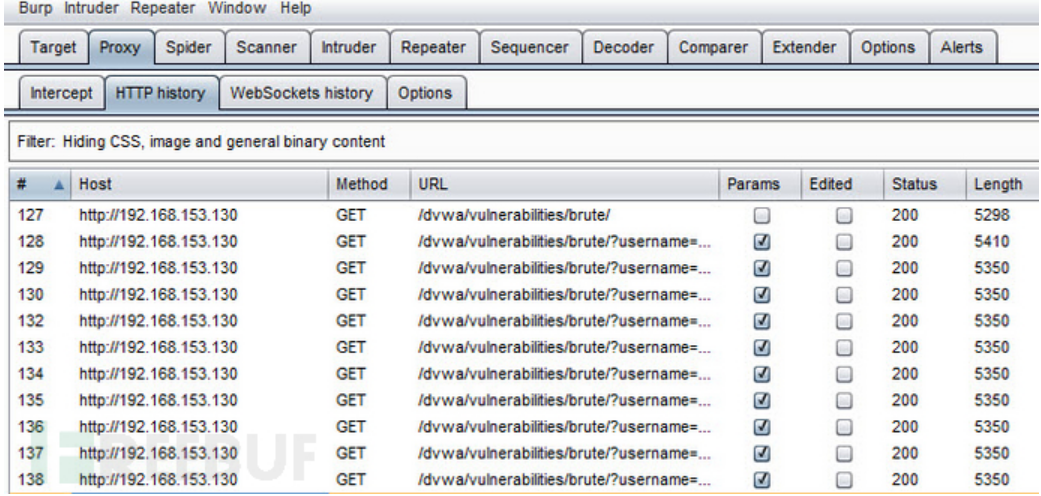 Burp Intruder Repeater Window Help
Target Proxy Spider Scanner Intruder Repeater Sequencer Decoder Comparer Extender Options Alerts
Intercept HTTP history WebSockets history Options
Filter: Hiding CSS, image and general binary content
# Host Method URL Params Edited Status Length
127 http://192.168.153.130 GET /dvwa/vulnerabilities/brute/ 200 5298
128 http://192.168.153.130 GET /dvwa/vulnerabilities/brute/?username=... 200 5410
129 http://192.168.153.130 GET /dvwa/vulnerabilities/brute/?username=... 200 5350
130 http://192.168.153.130 GET /dvwa/vulnerabilities/brute/?username=... 200 5350
132 http://192.168.153.130 GET /dvwa/vulnerabilities/brute/?username=... 200 5350
133 http://192.168.153.130 GET /dvwa/vulnerabilities/brute/?username=... 200 5350
134 http://192.168.153.130 GET /dvwa/vulnerabilities/brute/?username=... 200 5350
135 http://192.168.153.130 GET /dvwa/vulnerabilities/brute/?username=... 200 5350
136 http://192.168.153.130 GET /dvwa/vulnerabilities/brute/?username=... 200 5350
137 http://192.168.153.130 GET /dvwa/vulnerabilities/brute/?username=... 200 5350
138 http://192.168.153.130 GET /dvwa/vulnerabilities/brute/?username=... 200 5350
FREEBUF